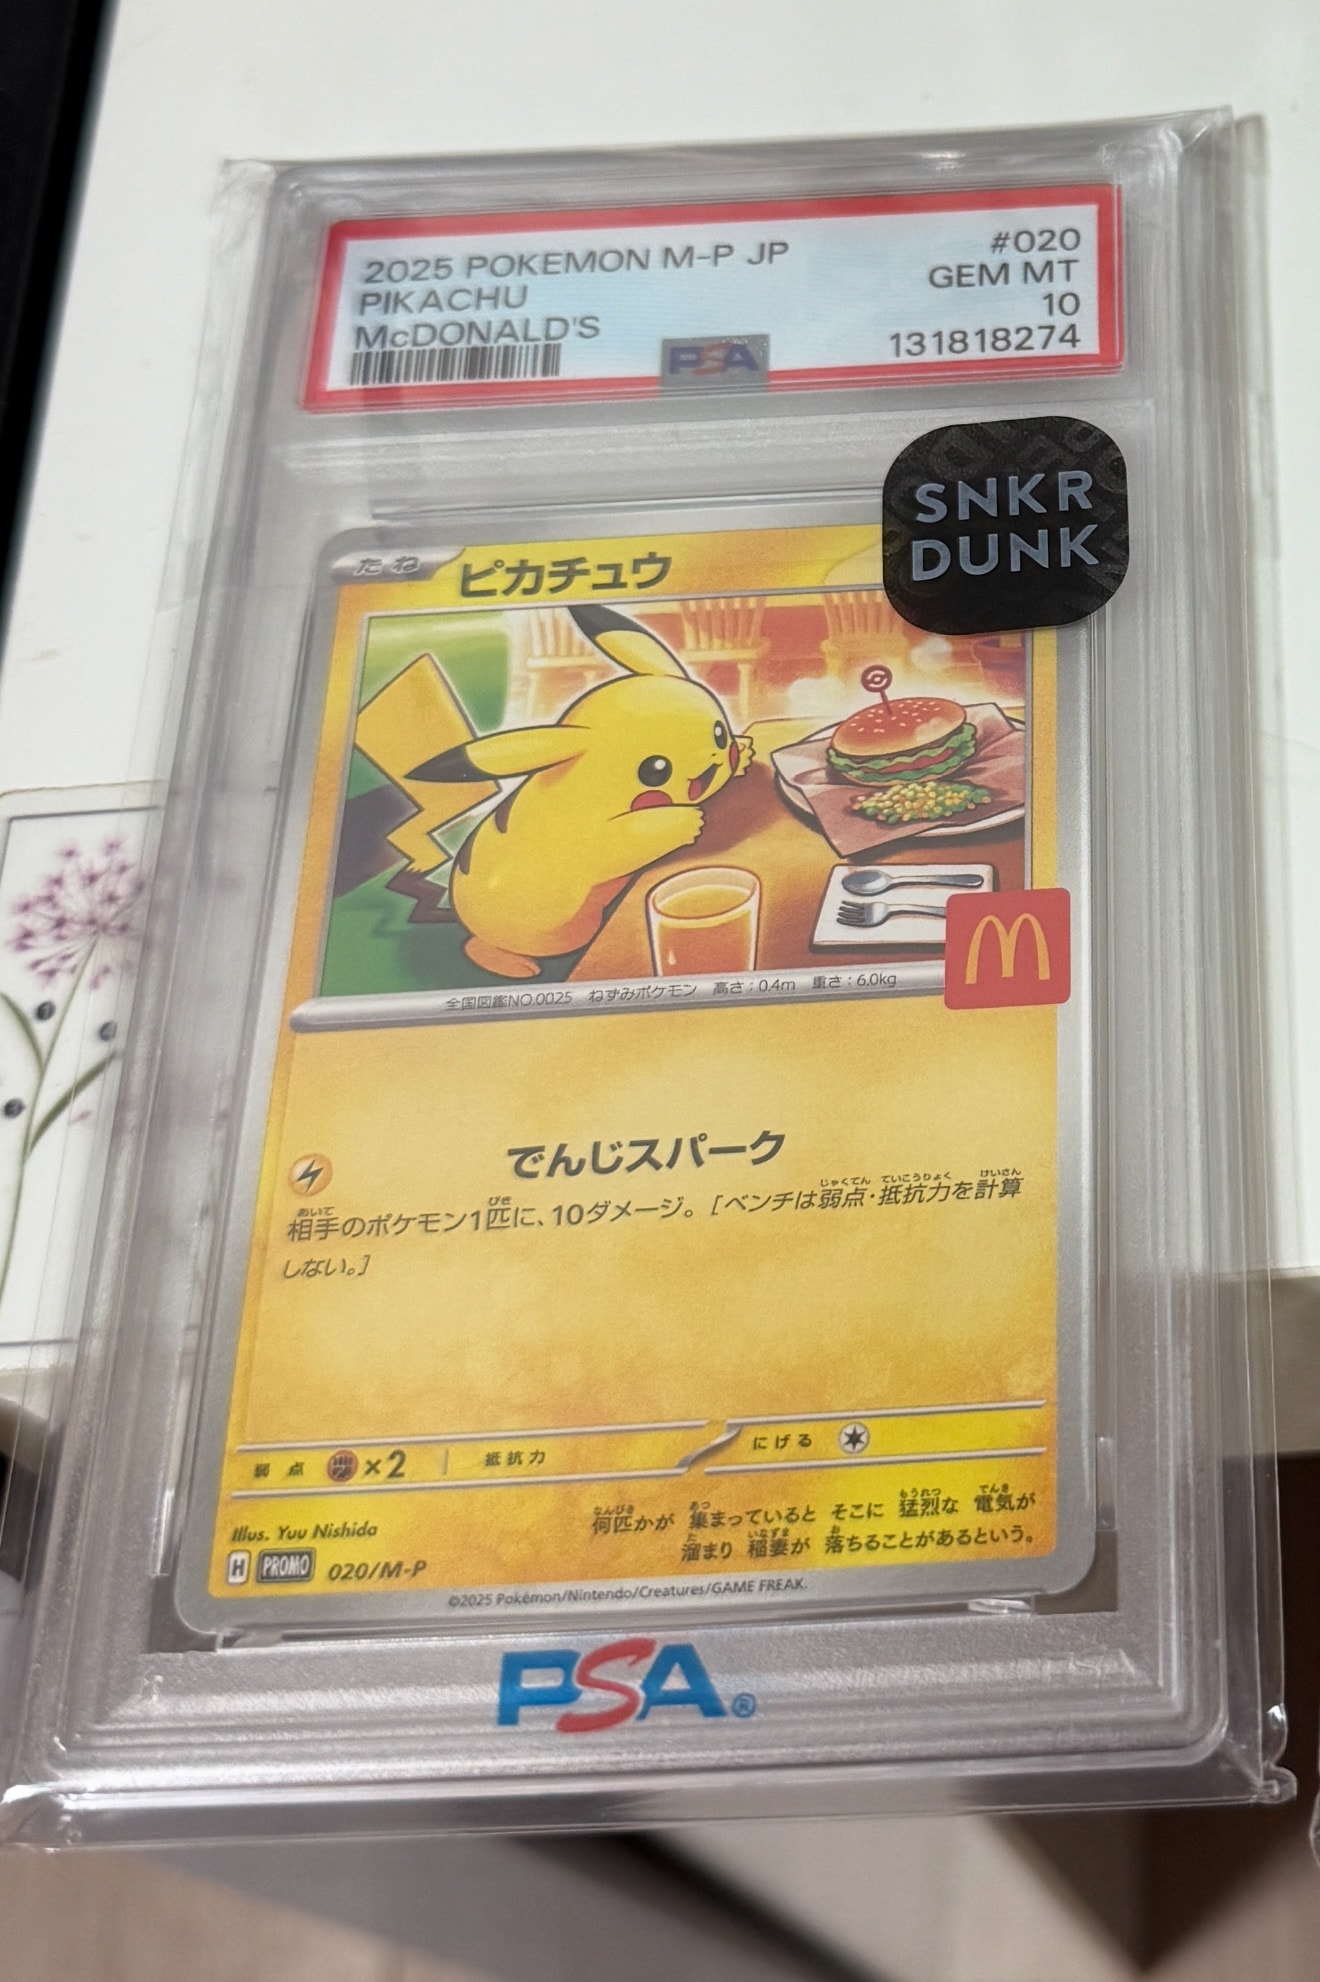 2025 POKEMON M-P JP #020
PIKACHU GEM MT
McDONALD'S 10
PSA 131818274
SNKR
DUNK
たね ピカチュウ
全国図鑑NO.0025 ねずみポケモン 高さ:0.4m 重さ:6.0kg
でんじスパーク
相手のポケモン1匹に、10ダメージ。[ベンチは弱点・抵抗力を計算
しない。]
弱点 ×2 抵抗力 にげる
Illus. Yuu Nishida
何匹かが 集まっていると そこに 猛烈な 電気が
溜まり 稲妻が 落ちることがあるという。
H PROMO 020/M-P
©2025 Pokémon/Nintendo/Creatures/GAME FREAK.
PSA®